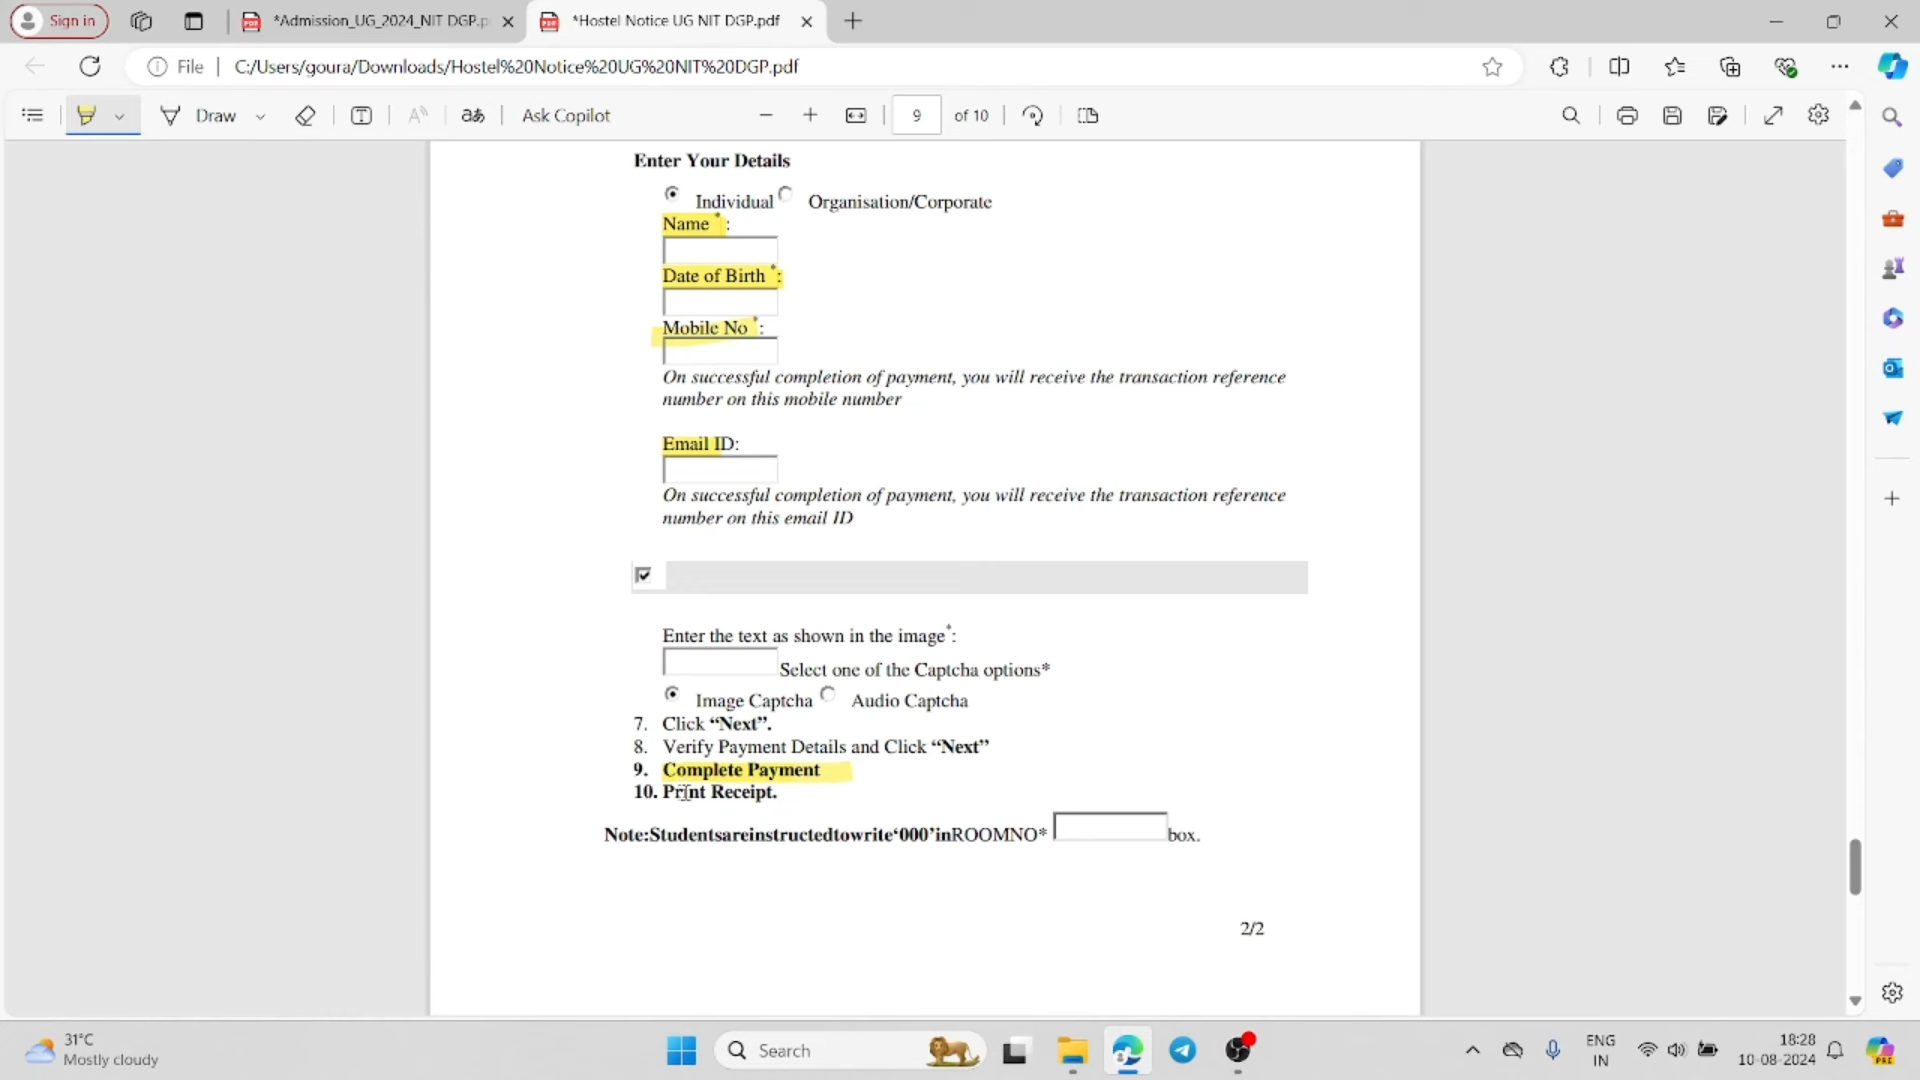 Sign in
*Admission_UG_2024_NIT DGP.p
*Hostel Notice UG NIT DGP.pdf
File
C:/Users/goura/Downloads/Hostel%20Notice%20UG%20NIT%20DGP.pdf
Draw
aあ
Ask Copilot
9 of 10
Enter Your Details
Individual Organisation/Corporate
Name *:
Date of Birth *:
Mobile No *:
On successful completion of payment, you will receive the transaction reference
number on this mobile number
Email ID:
On successful completion of payment, you will receive the transaction reference
number on this email ID
Enter the text as shown in the image*:
Select one of the Captcha options*
Image Captcha Audio Captcha
7. Click “Next”.
8. Verify Payment Details and Click “Next”
9. Complete Payment
10. Print Receipt.
Note:Studentsareinstructedtowrite‘000’inROOMNO* box.
2/2
31°C
Mostly cloudy
Search
ENG
IN
18:28
10-08-2024
PRE